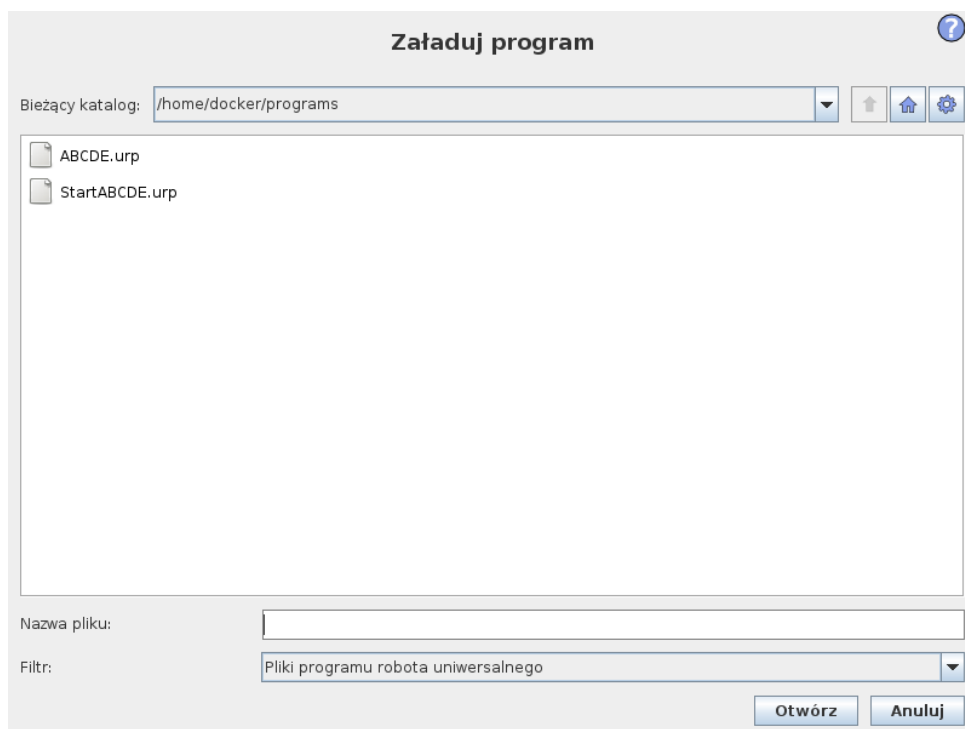 Załaduj program
?
Bieżący katalog: /home/docker/programs
ABCDE.urp
StartABCDE.urp
Nazwa pliku:
Filtr: Pliki programu robota uniwersalnego
Otwórz Anuluj